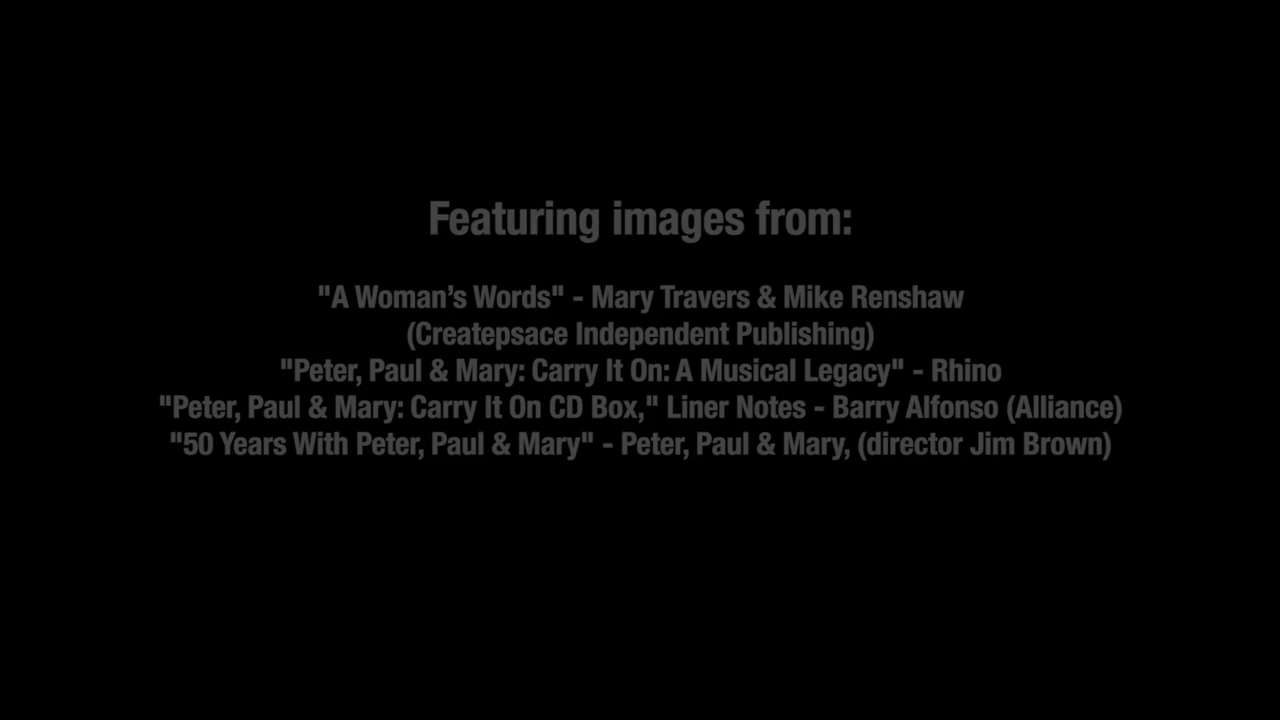 Featuring images from:
"A Woman’s Words" - Mary Travers & Mike Renshaw
(Createpsace Independent Publishing)
"Peter, Paul & Mary: Carry It On: A Musical Legacy" - Rhino
"Peter, Paul & Mary: Carry It On CD Box," Liner Notes - Barry Alfonso (Alliance)
"50 Years With Peter, Paul & Mary" - Peter, Paul & Mary, (director Jim Brown)